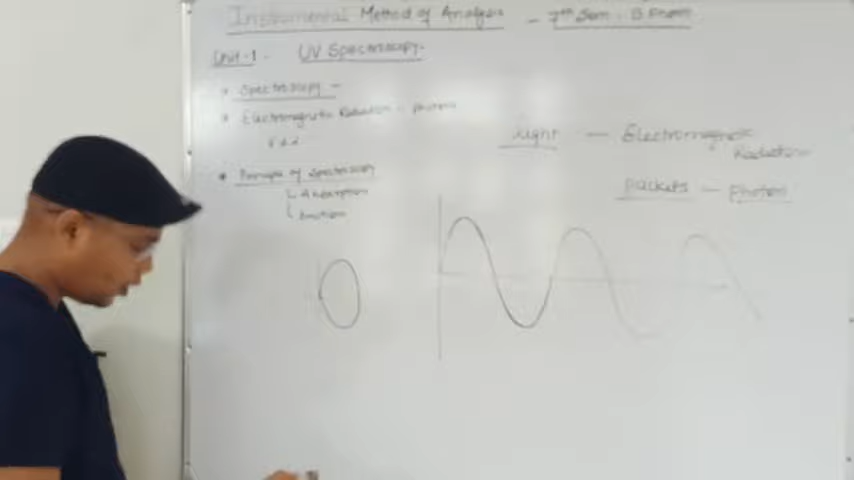 Instrumental Method of Analysis - 7th Sem. B Pharm
Unit-1 - UV Spectroscopy-
Spectroscopy -
Electromagnetic Radiation - photons
Light — Electromagnetic
Radiation
Principle of Spectroscopy
Absorption
Emission
Packets — Photon